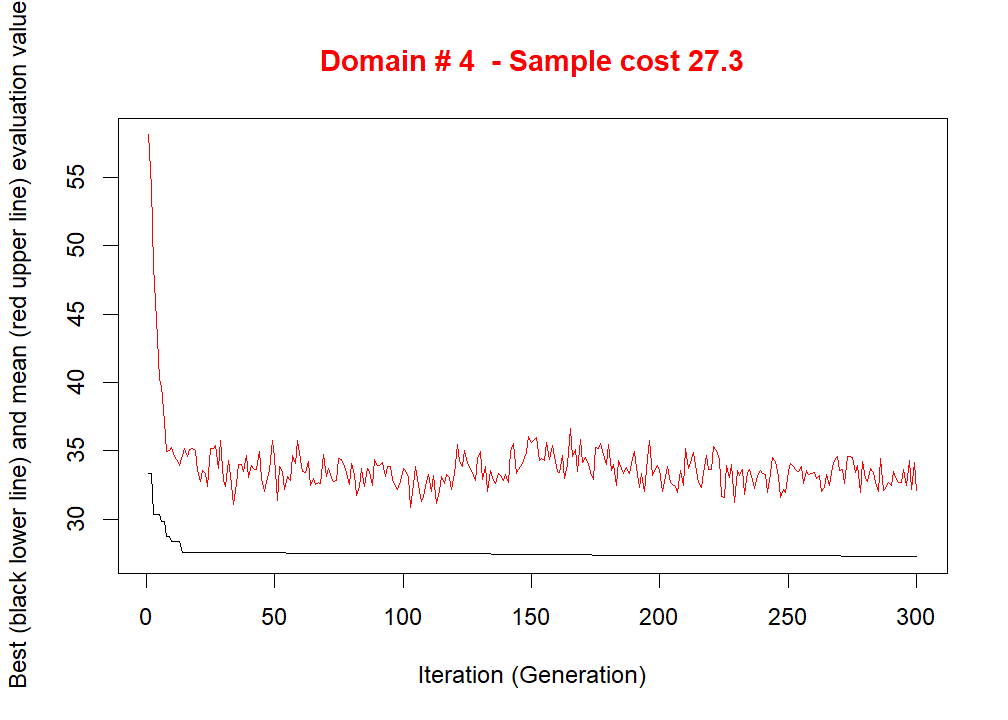 Domain # 4  - Sample cost 27.3
Best (black lower line) and mean (red upper line) evaluation value
55
50
45
40
35
30
0 50 100 150 200 250 300
Iteration (Generation)